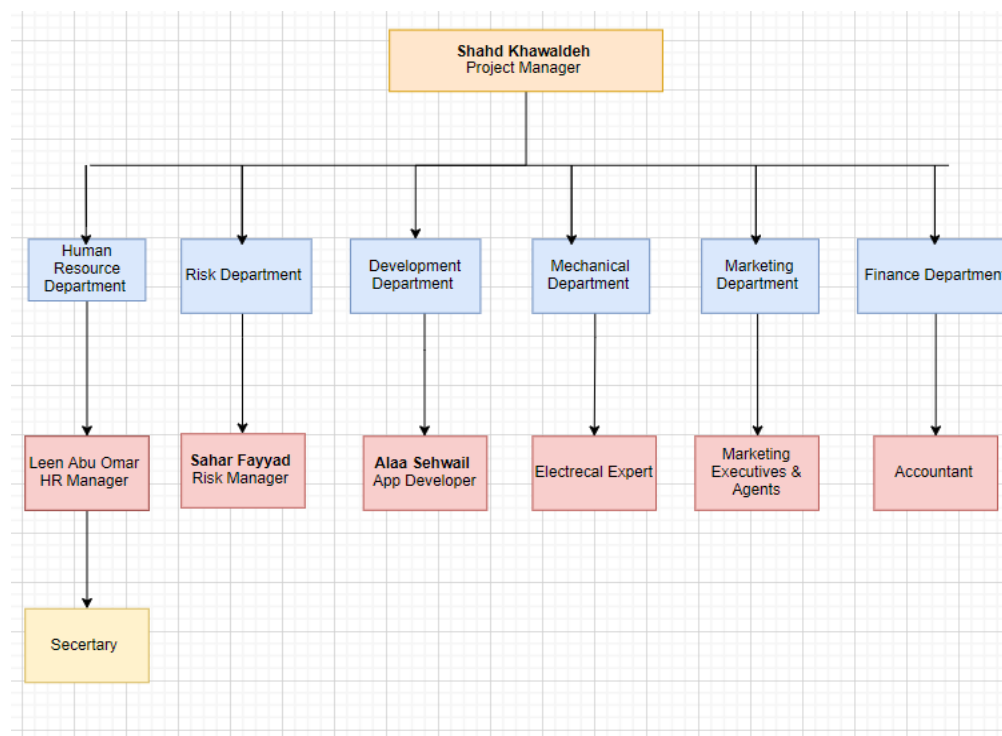 Shahd Khawaldeh
Project Manager
Human
Resource
Department
Risk Department
Development
Department
Mechanical
Department
Marketing
Department
Finance Department
Leen Abu Omar
HR Manager
Sahar Fayyad
Risk Manager
Alaa Sehwail
App Developer
Electrecal Expert
Marketing
Executives &
Agents
Accountant
Secertary